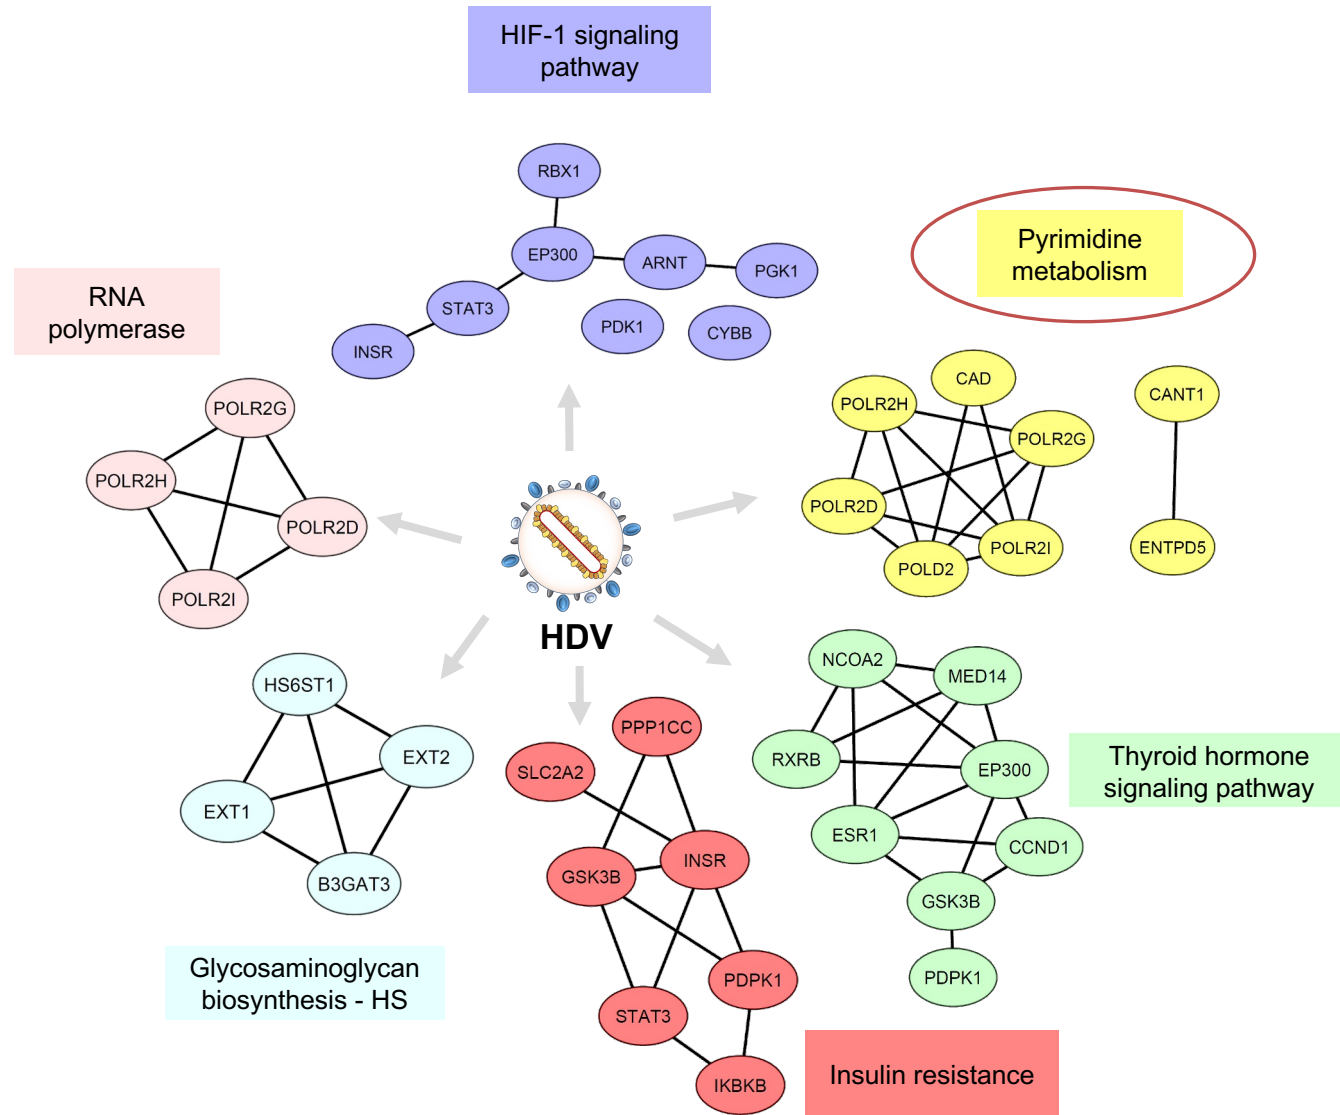 HIF-1 signaling
pathway
RBX1
EP300
ARNT
PGK1
STAT3
PDK1
CYBB
INSR
Pyrimidine
metabolism
RNA
polymerase
POLR2G
POLR2H
POLR2D
POLR2I
CAD
POLR2H
POLR2G
POLR2D
POLR2I
POLD2
CANT1
ENTPD5
HDV
HS6ST1
EXT2
EXT1
B3GAT3
Glycosaminoglycan
biosynthesis - HS
PPP1CC
SLC2A2
INSR
GSK3B
PDPK1
STAT3
IKBKB
Insulin resistance
NCOA2
MED14
RXRB
EP300
ESR1
CCND1
GSK3B
PDPK1
Thyroid hormone
signaling pathway